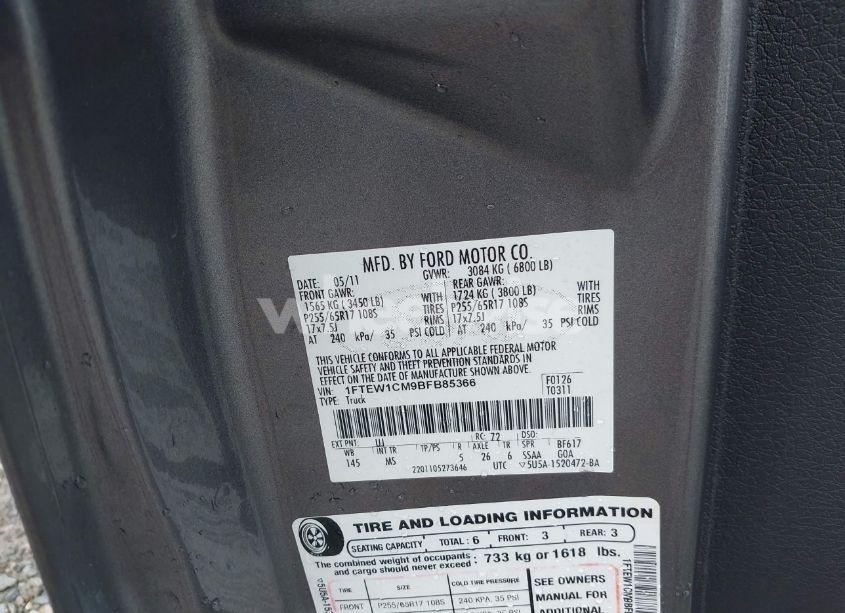 MFD. BY FORD MOTOR CO.
DATE: 05/11 GVWR: 3084 KG ( 6800 LB)
FRONT GAWR: REAR GAWR:
1565 KG ( 3450 LB) WITH 1724 KG ( 3800 LB) WITH
P255/65R17 108S TIRES P255/65R17 108S TIRES
17x7.5J RIMS 17x7.5J RIMS
AT 240 kPa/ 35 PSI COLD AT 240 kPa/ 35 PSI COLD
THIS VEHICLE CONFORMS TO ALL APPLICABLE FEDERAL MOTOR
VEHICLE SAFETY AND THEFT PREVENTION STANDARDS IN
EFFECT ON THE DATE OF MANUFACTURE SHOWN ABOVE.
VIN: 1FTEW1CM9BFB85366 F0126
TYPE: Truck T0311
EXT PNT: UJ RC: 72 DSO:
WB INT TR TP/PS R AXLE TR SPR BF617
145 MS 5 26 6 SSAA GOA
2201105273646 UTC ▽5U5A-1520472-BA
TIRE AND LOADING INFORMATION
SEATING CAPACITY TOTAL: 6 FRONT: 3 REAR: 3
The combined weight of occupants
and cargo should never exceed : 733 kg or 1618 lbs.
TIRE SIZE COLD TIRE PRESSURE SEE OWNERS
FRONT P255/65R17 108S 240 KPA, 35 PSI MANUAL FOR
ADDITIONAL